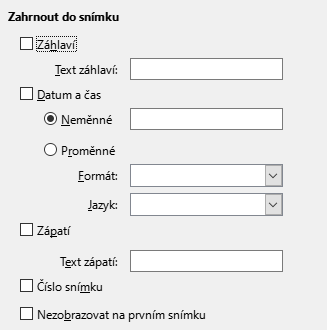 Zahrnout do snímku
Záhlaví
Text záhlaví:
Datum a čas
Neměnné
Proměnné
Formát:
Jazyk:
Zápatí
Text zápatí:
Číslo snímku
Nezobrazovat na prvním snímku